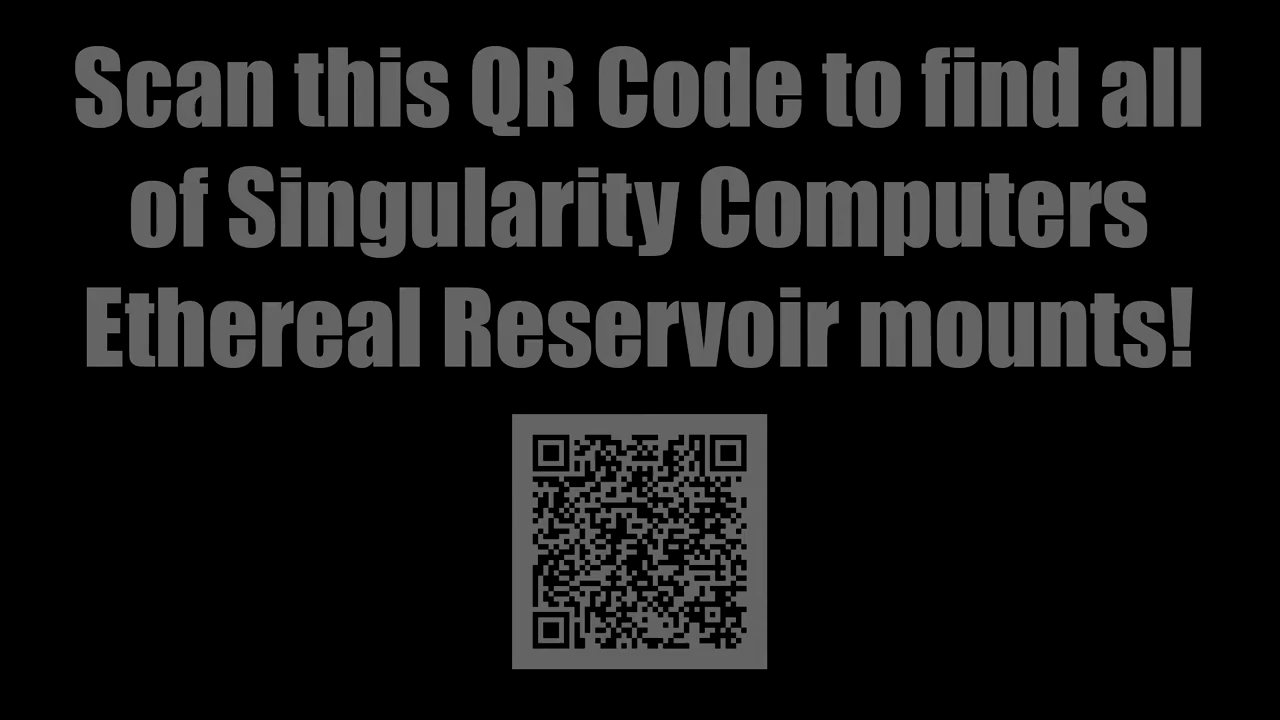 Scan this QR Code to find all
of Singularity Computers
Ethereal Reservoir mounts!